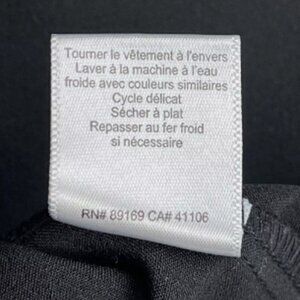 Tourner le vêtement à l'envers
Laver à la machine à l'eau
froide avec couleurs similaires
Cycle délicat
Sécher à plat
Repasser au fer froid
si nécessaire
RN# 89169 CA# 41106